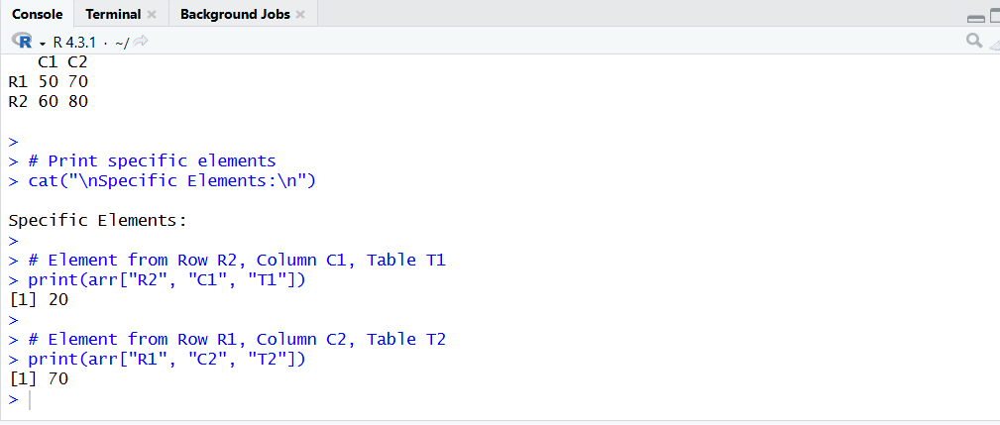 Console Terminal Background Jobs
R 4.3.1 · ~/
C1 C2
R1 50 70
R2 60 80
>
> # Print specific elements
> cat("\nSpecific Elements:\n")
Specific Elements:
>
> # Element from Row R2, Column C1, Table T1
> print(arr["R2", "C1", "T1"])
[1] 20
>
> # Element from Row R1, Column C2, Table T2
> print(arr["R1", "C2", "T2"])
[1] 70
>